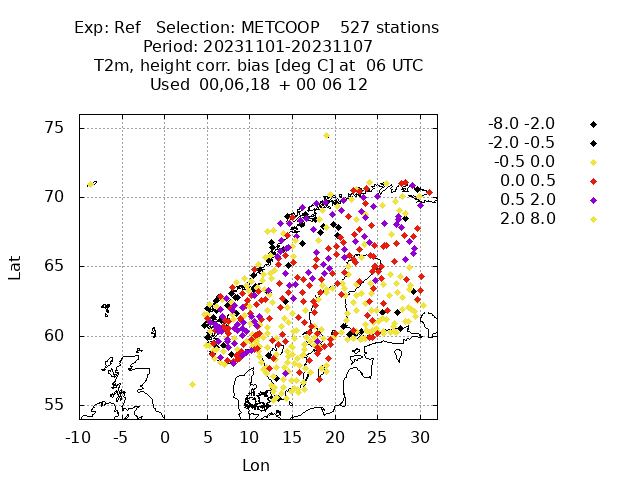 Exp: Ref   Selection: METCOOP    527 stations
Period: 20231101-20231107
T2m, height corr. bias [deg C] at  06 UTC
Used  00,06,18  + 00 06 12
-8.0 -2.0
-2.0 -0.5
-0.5 0.0
0.0 0.5
0.5 2.0
2.0 8.0
75
70
65
60
55
Lat
-10 -5 0 5 10 15 20 25 30
Lon